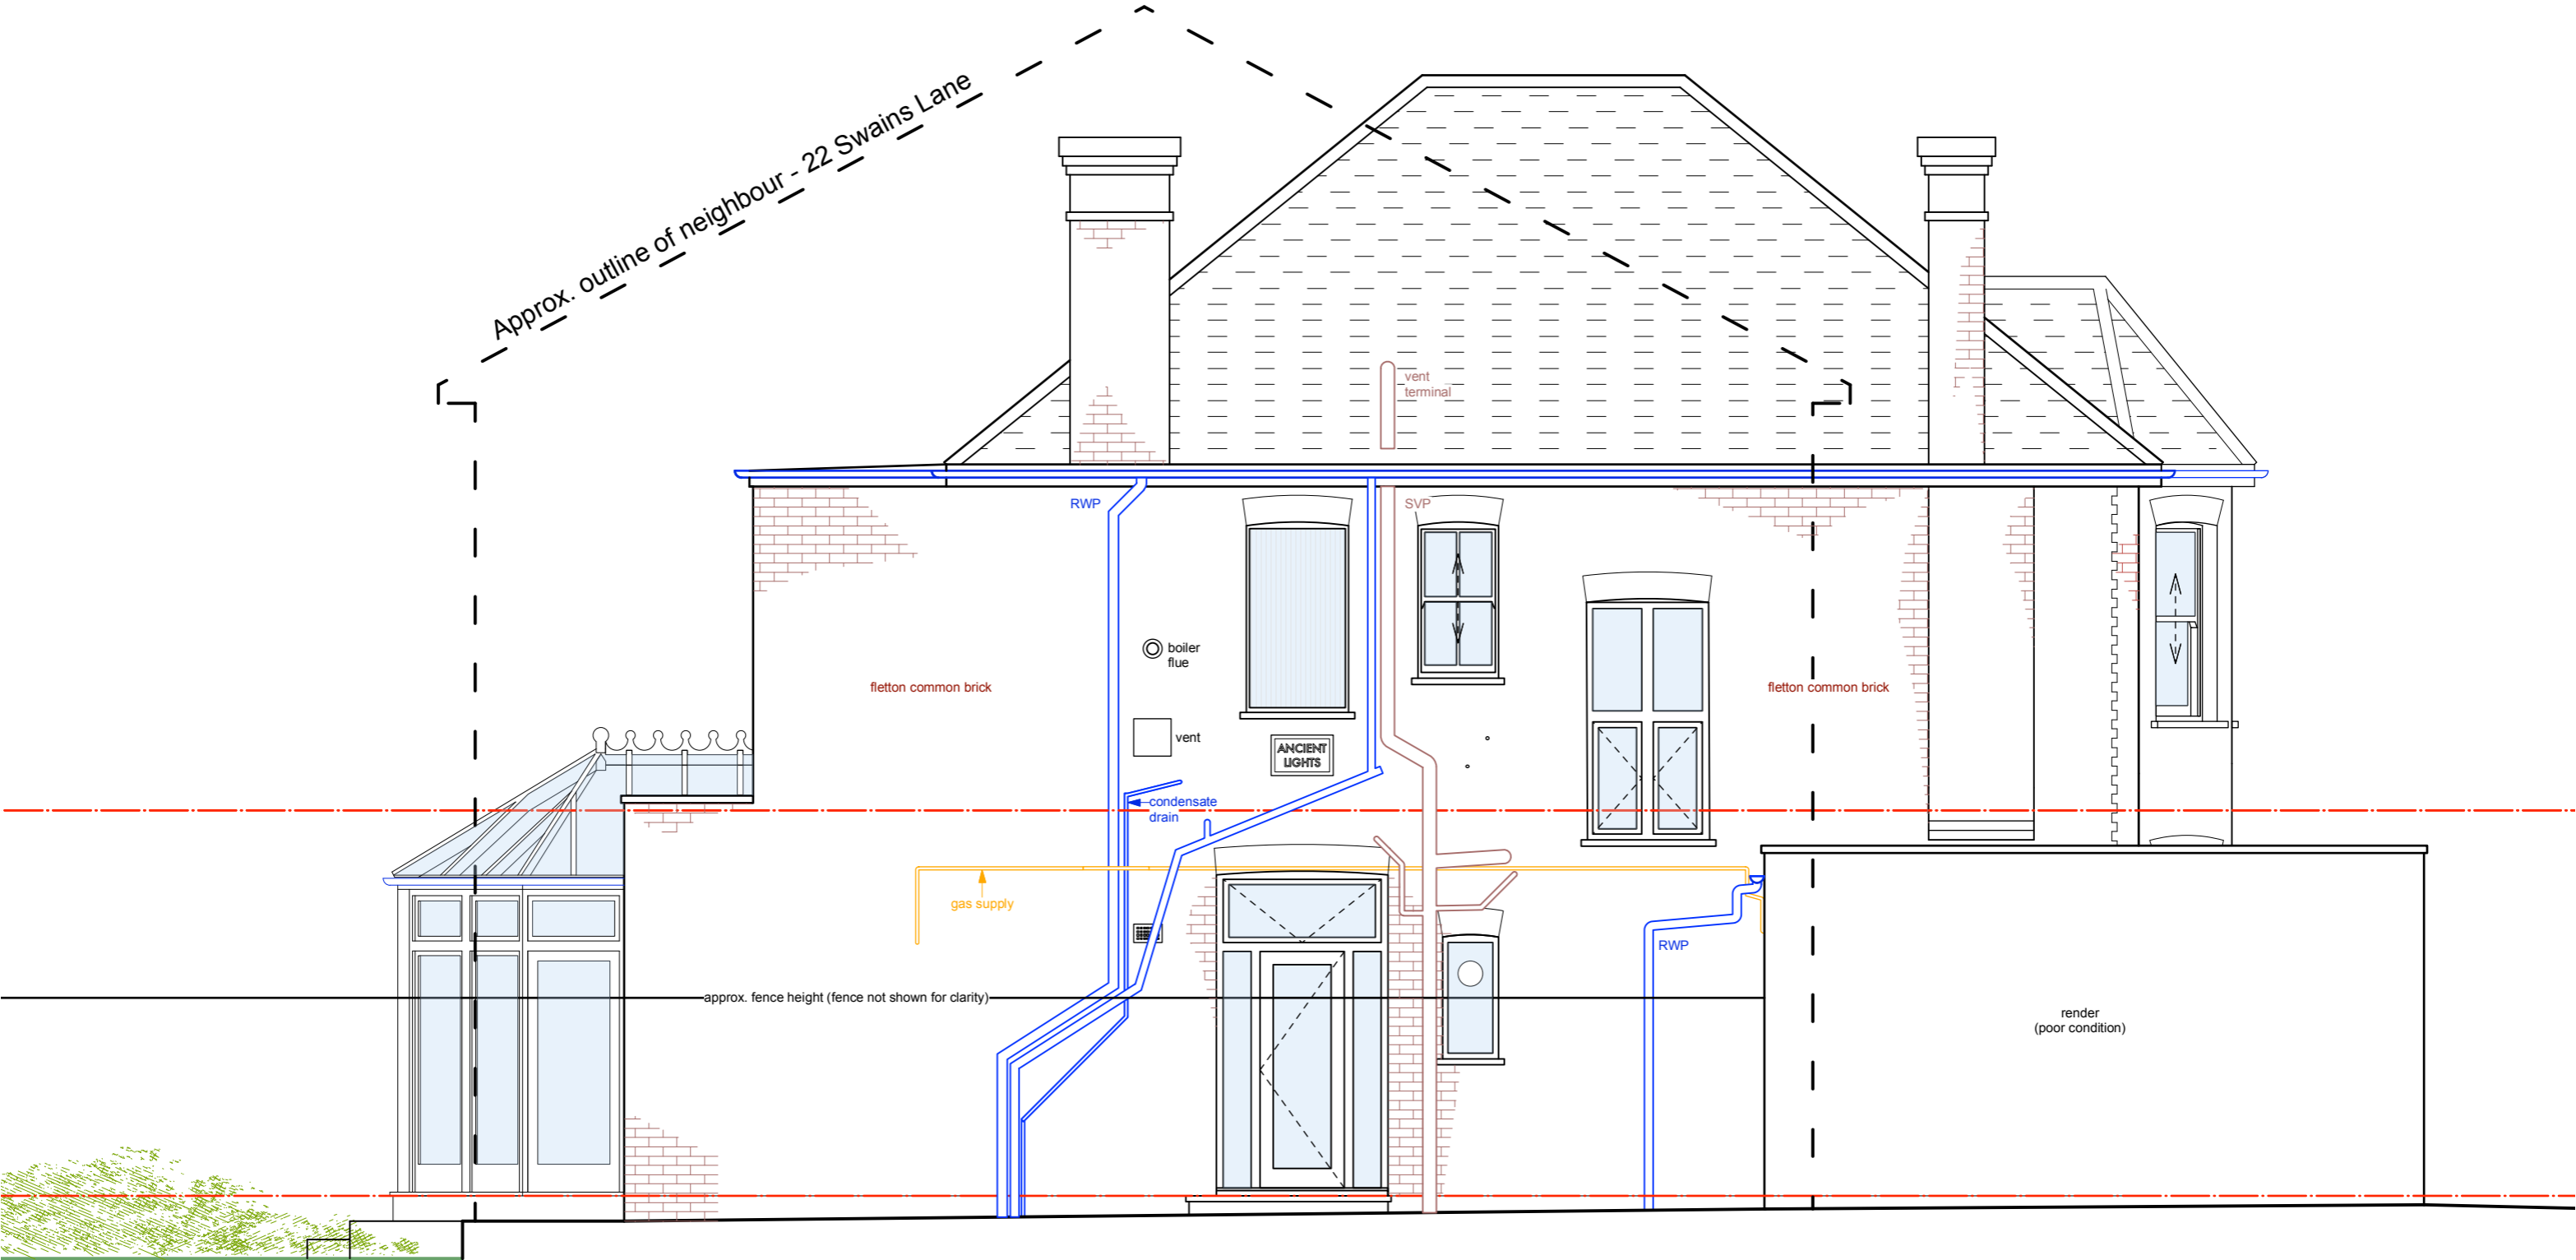 Approx. outline of neighbour - 22 Swains Lane
vent
terminal
RWP
SVP
boiler
flue
fletton common brick
fletton common brick
vent
ANCIENT
LIGHTS
condensate
drain
gas supply
RWP
approx. fence height (fence not shown for clarity)
render
(poor condition)